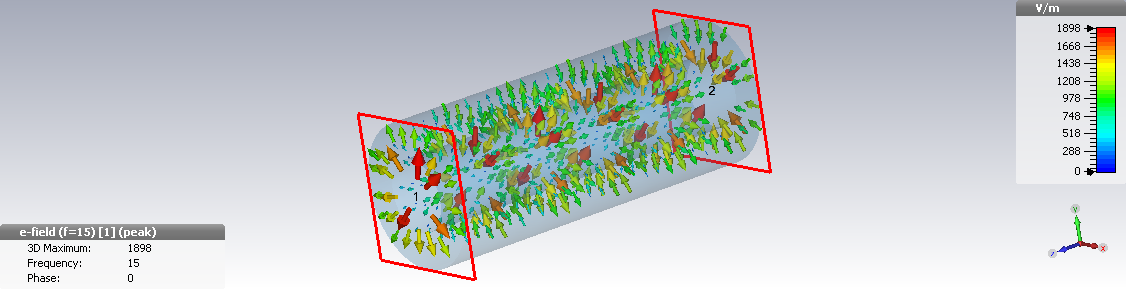 V/m
1898
1668
1438
1208
978
748
518
288
0
2
1
e-field (f=15) [1] (peak)
3D Maximum: 1898
Frequency: 15
Phase: 0
Y
Z
X